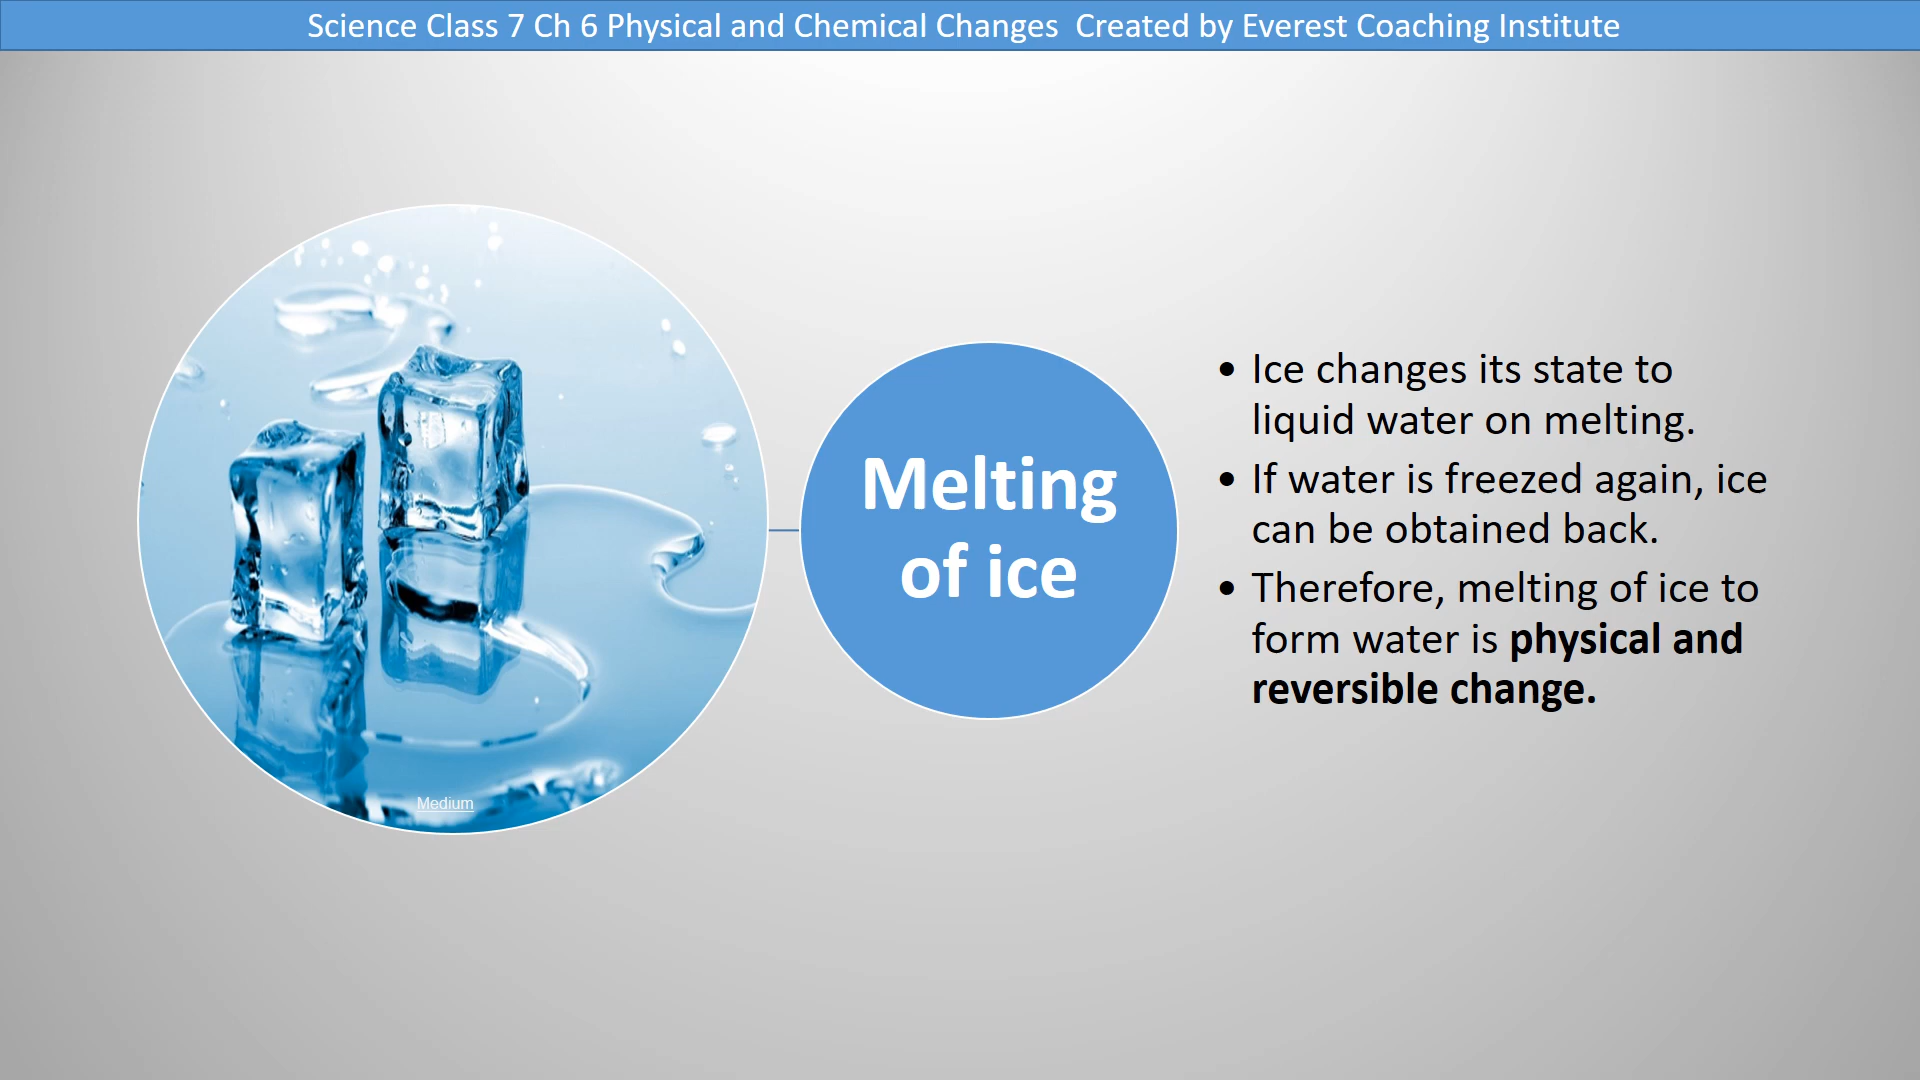 Science Class 7 Ch 6 Physical and Chemical Changes  Created by Everest Coaching Institute
Melting
of ice
• Ice changes its state to
liquid water on melting.
• If water is freezed again, ice
can be obtained back.
• Therefore, melting of ice to
form water is physical and
reversible change.
Medium